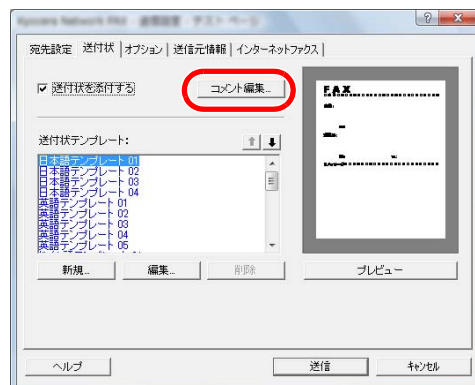 Kyocera Network FAX - 送信設定 - テスト ページ
宛先設定 送付状 オプション 送信元情報 インターネットファクス
送付状を添付する コメント編集...
FAX
送付状テンプレート:
日本語テンプレート 01
日本語テンプレート 02
日本語テンプレート 03
日本語テンプレート 04
英語テンプレート 01
英語テンプレート 02
英語テンプレート 03
英語テンプレート 04
英語テンプレート 05
新規... 編集... 削除 プレビュー
ヘルプ 送信 キャンセル